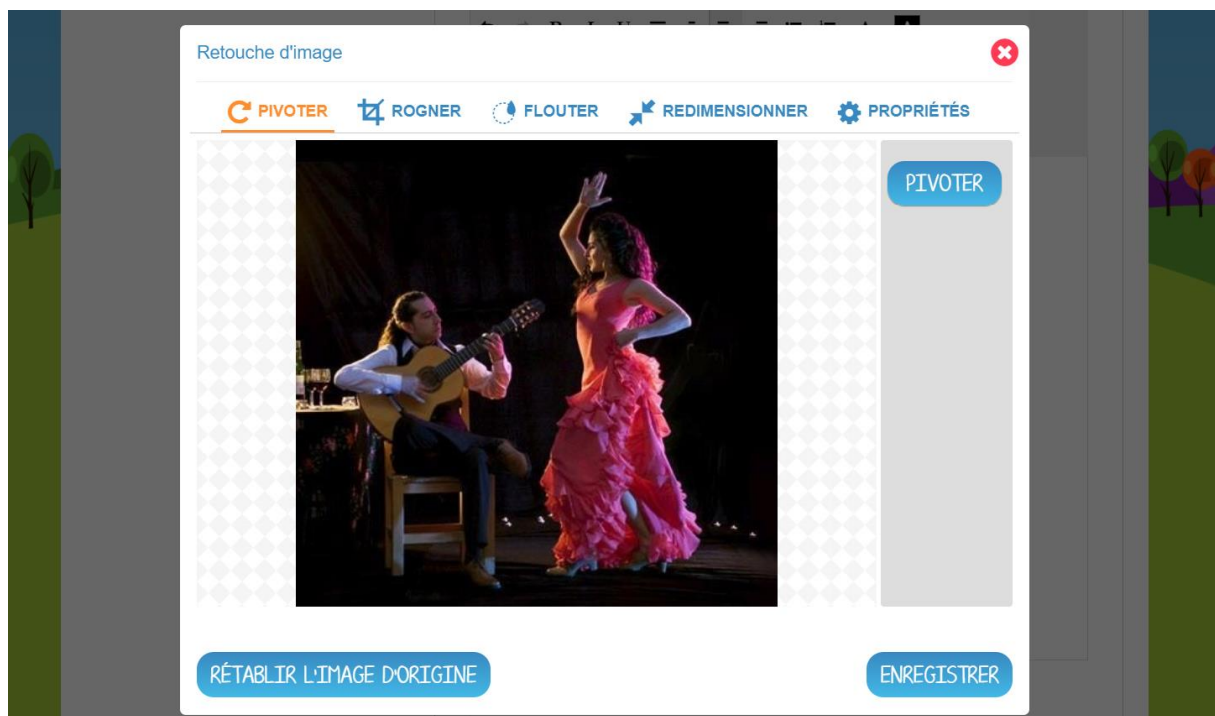 Retouche d'image
PIVOTER ROGNER FLOUTER REDIMENSIONNER PROPRIÉTÉS
PIVOTER
RÉTABLIR L'IMAGE D'ORIGINE
ENREGISTRER